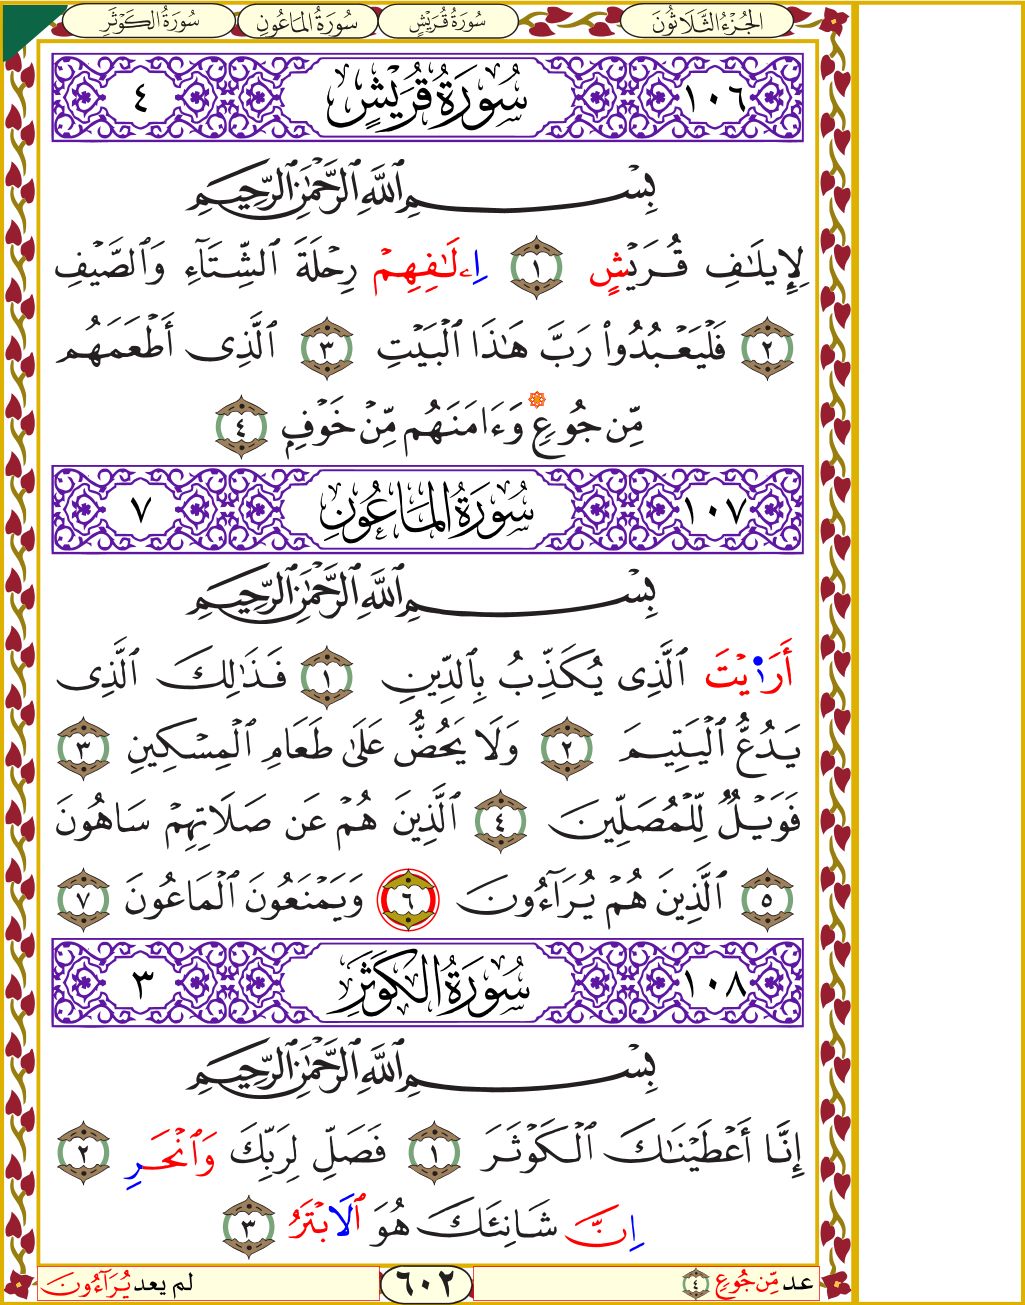 الجُزْءُ الثَّلَاثُونَ سُورَةُ قُرَيْشٍ سُورَةُ المَاعُونِ سُورَةُ الكَوْثَرِ
١٠٦ سُورَةُ قُرَيْشٍ ٤
بِسْمِ ٱللَّهِ ٱلرَّحْمَٰنِ ٱلرَّحِيمِ
لِإِيلَٰفِ قُرَيْشٍ ١ اِۦلَٰفِهِمْ رِحْلَةَ ٱلشِّتَآءِ وَٱلصَّيْفِ
٢ فَلْيَعْبُدُوا۟ رَبَّ هَٰذَا ٱلْبَيْتِ ٣ ٱلَّذِى أَطْعَمَهُم
مِّن جُوعٍ وَءَامَنَهُم مِّنْ خَوْفٍ ٤
١٠٧ سُورَةُ المَاعُونِ ٧
بِسْمِ ٱللَّهِ ٱلرَّحْمَٰنِ ٱلرَّحِيمِ
أَرَٰيْتَ ٱلَّذِى يُكَذِّبُ بِٱلدِّينِ ١ فَذَٰلِكَ ٱلَّذِى
يَدُعُّ ٱلْيَتِيمَ ٢ وَلَا يَحُضُّ عَلَىٰ طَعَامِ ٱلْمِسْكِينِ ٣
فَوَيْلٌ لِّلْمُصَلِّينَ ٤ ٱلَّذِينَ هُمْ عَن صَلَاتِهِمْ سَاهُونَ
٥ ٱلَّذِينَ هُمْ يُرَآءُونَ ٦ وَيَمْنَعُونَ ٱلْمَاعُونَ ٧
١٠٨ سُورَةُ الكَوْثَرِ ٣
بِسْمِ ٱللَّهِ ٱلرَّحْمَٰنِ ٱلرَّحِيمِ
إِنَّا أَعْطَيْنَٰكَ ٱلْكَوْثَرَ ١ فَصَلِّ لِرَبِّكَ وَٱنْحَرِ ٢
اِنَّ شَانِئَكَ هُوَ ٱلَابْتَرُ ٣
عد مِّن جُوعٍ ٤ ٦٠٢ لم يعد يُرَآءُونَ